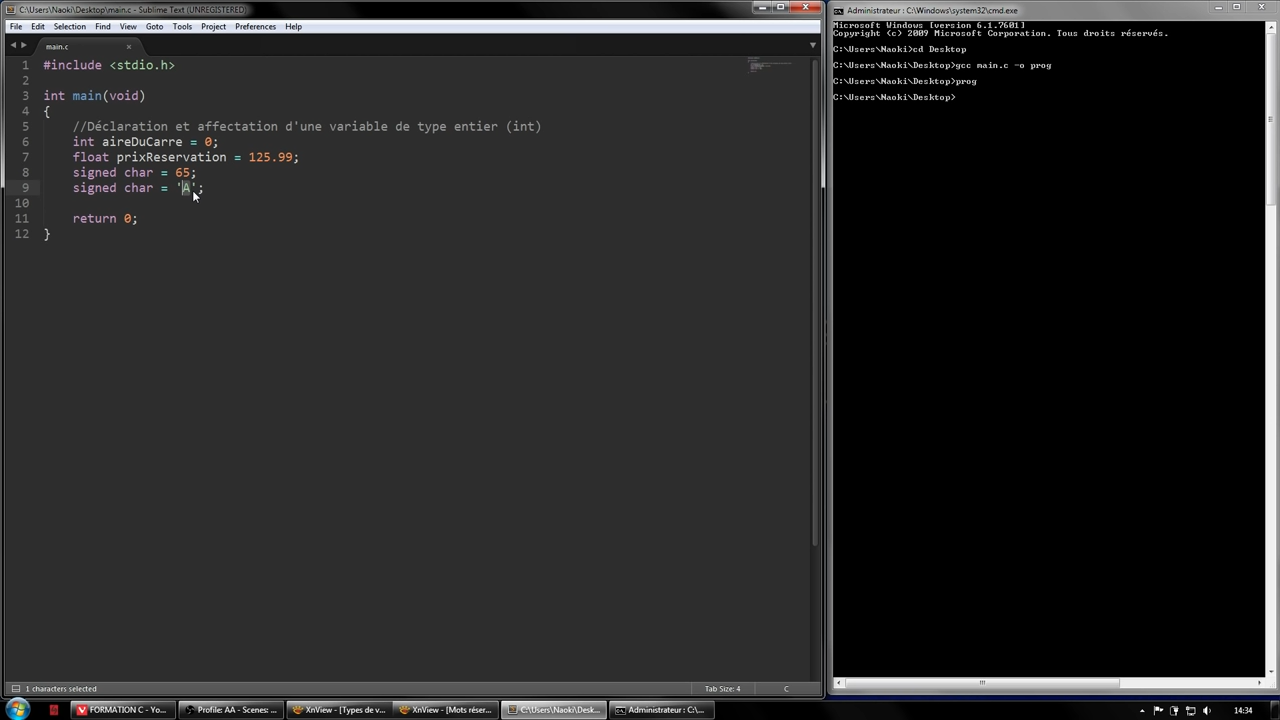 C:\Users\Naoki\Desktop\main.c - Sublime Text (UNREGISTERED)
File Edit Selection Find View Goto Tools Project Preferences Help
main.c
1 #include <stdio.h>
2
3 int main(void)
4 {
5 //Déclaration et affectation d'une variable de type entier (int)
6 int aireDuCarre = 0;
7 float prixReservation = 125.99;
8 signed char = 65;
9 signed char = 'A';
10
11 return 0;
12 }
1 characters selected
Tab Size: 4
C
Administrateur : C:\Windows\system32\cmd.exe
Microsoft Windows [version 6.1.7601]
Copyright (c) 2009 Microsoft Corporation. Tous droits réservés.
C:\Users\Naoki>cd Desktop
C:\Users\Naoki\Desktop>gcc main.c -o prog
C:\Users\Naoki\Desktop>prog
C:\Users\Naoki\Desktop>
FORMATION C - Yo...
Profile: AA - Scenes: ...
XnView - [Types de v...
XnView - [Mots réser...
C:\Users\Naoki\Desk...
Administrateur : C:\...
14:34